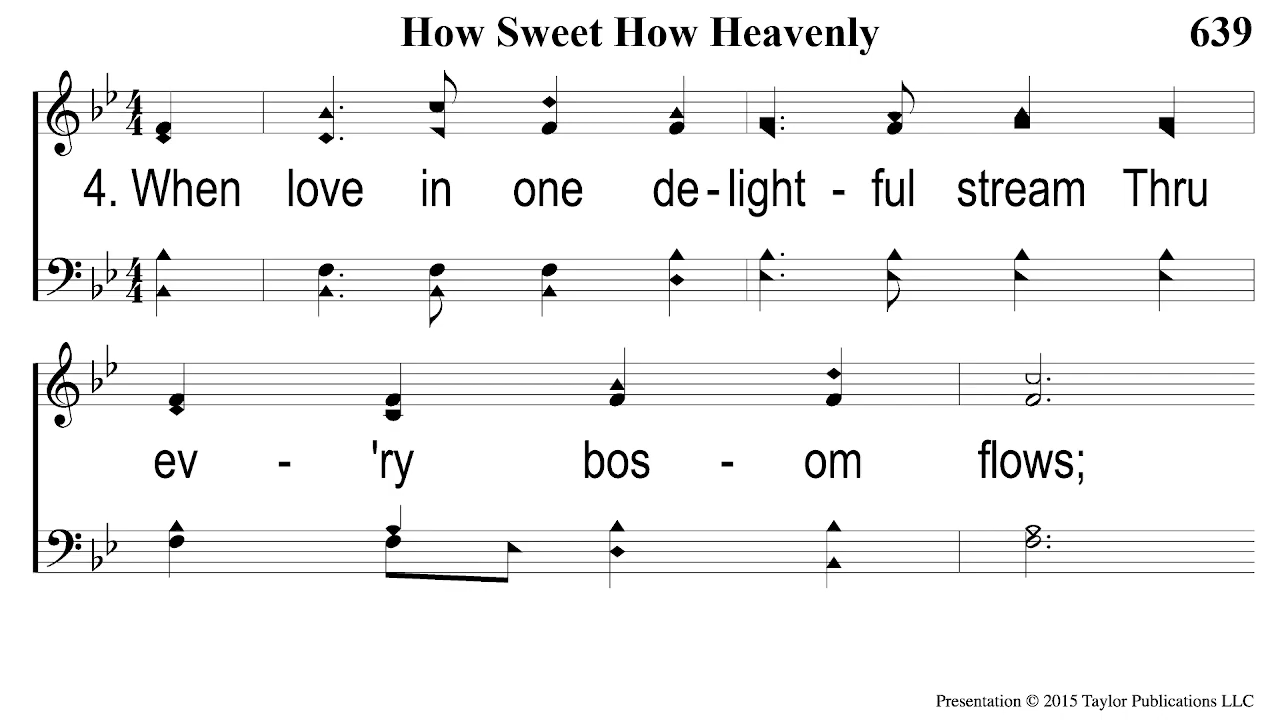 How Sweet How Heavenly 639
4. When love in one de - light - ful stream Thru
ev - 'ry bos - om flows;
Presentation © 2015 Taylor Publications LLC